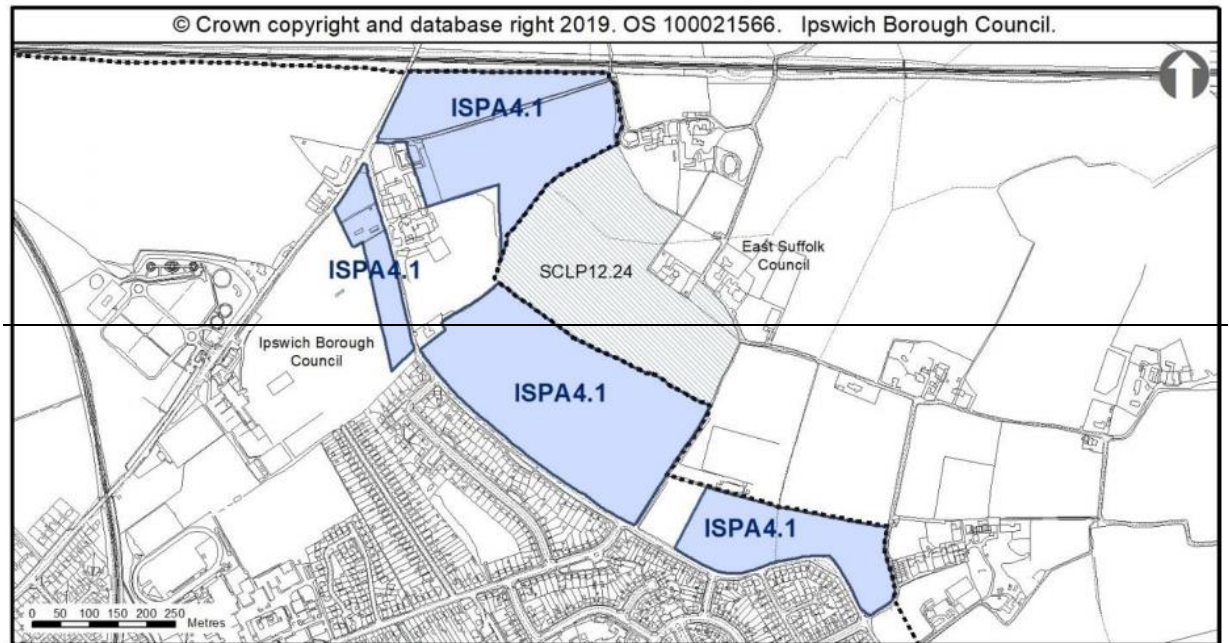 © Crown copyright and database right 2019. OS 100021566. Ipswich Borough Council.
ISPA4.1
East Suffolk
Council
SCLP12.24
ISPA4.1
Ipswich Borough
Council
ISPA4.1
ISPA4.1
0 50 100 150 200 250
Metres